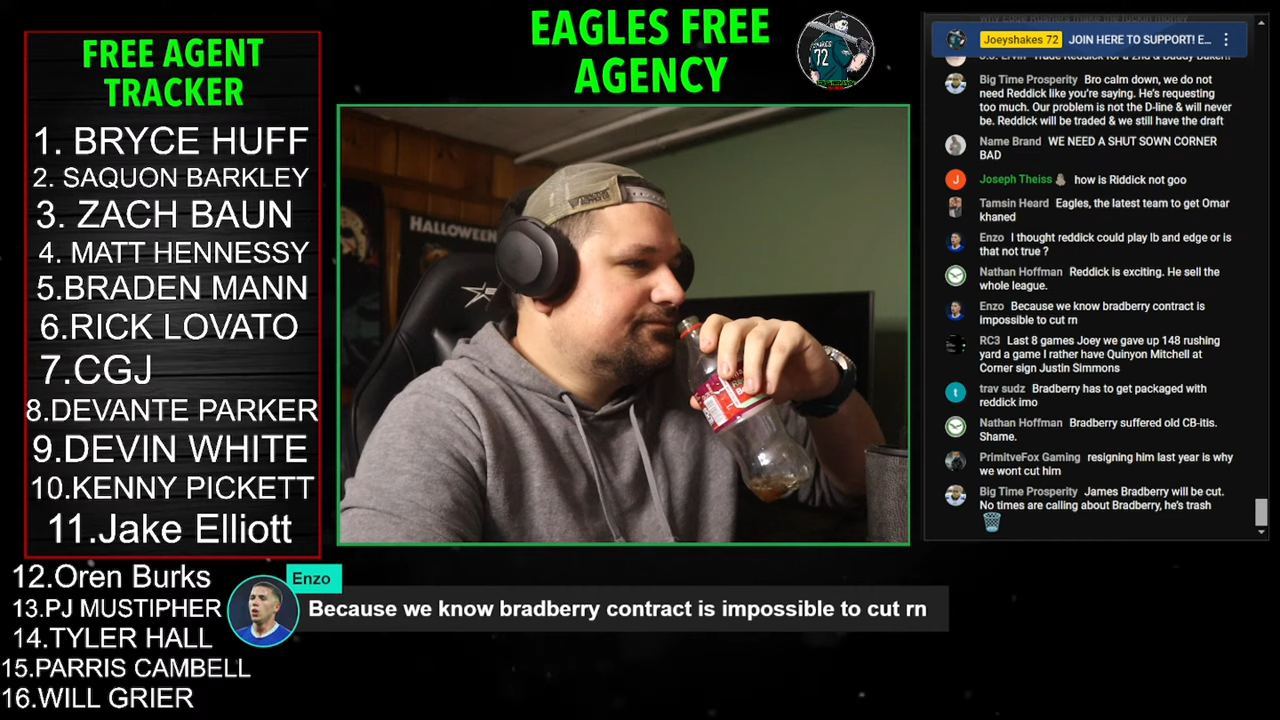 FREE AGENT
TRACKER
1. BRYCE HUFF
2. SAQUON BARKLEY
3. ZACH BAUN
4. MATT HENNESSY
5.BRADEN MANN
6.RICK LOVATO
7.CGJ
8.DEVANTE PARKER
9.DEVIN WHITE
10.KENNY PICKETT
11.Jake Elliott
12.Oren Burks
13.PJ MUSTIPHER
14.TYLER HALL
15.PARRIS CAMBELL
16.WILL GRIER
EAGLES FREE
AGENCY
72
HALLOWEEN
Enzo
Because we know bradberry contract is impossible to cut rn
Joeyshakes 72 JOIN HERE TO SUPPORT! E...
Big Time Prosperity Bro calm down, we do not
need Reddick like you're saying. He's requesting
too much. Our problem is not the D-line & will never
be. Reddick will be traded & we still have the draft
Name Brand WE NEED A SHUT SOWN CORNER
BAD
J Joseph Theiss how is Riddick not goo
Tamsin Heard Eagles, the latest team to get Omar
khaned
Enzo I thought reddick could play lb and edge or is
that not true ?
Nathan Hoffman Reddick is exciting. He sell the
whole league.
Enzo Because we know bradberry contract is
impossible to cut rn
RC3 Last 8 games Joey we gave up 148 rushing
yard a game I rather have Quinyon Mitchell at
Corner sign Justin Simmons
t trav sudz Bradberry has to get packaged with
reddick imo
Nathan Hoffman Bradberry suffered old CB-itis.
Shame.
PrimitveFox Gaming resigning him last year is why
we wont cut him
Big Time Prosperity James Bradberry will be cut.
No times are calling about Bradberry, he's trash